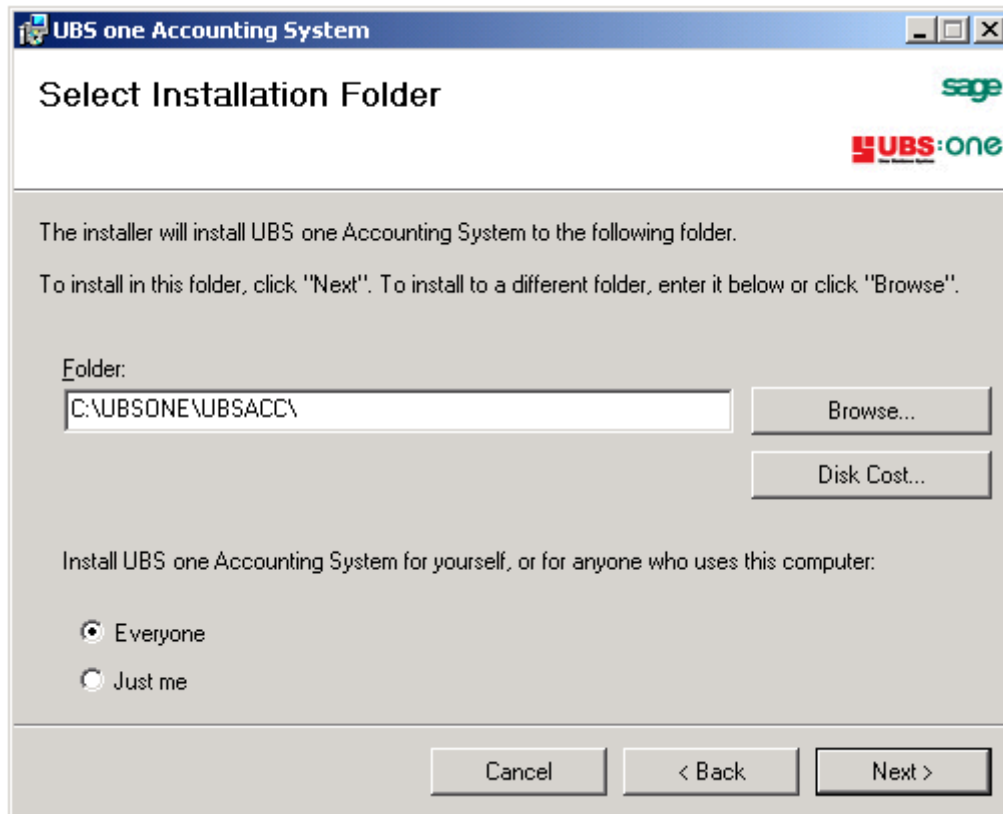 UBS one Accounting System
Select Installation Folder
sage
UBS:one
The installer will install UBS one Accounting System to the following folder.
To install in this folder, click "Next". To install to a different folder, enter it below or click "Browse".
Folder:
C:\UBSONE\UBSACC\
Browse...
Disk Cost...
Install UBS one Accounting System for yourself, or for anyone who uses this computer:
Everyone
Just me
Cancel
< Back
Next >